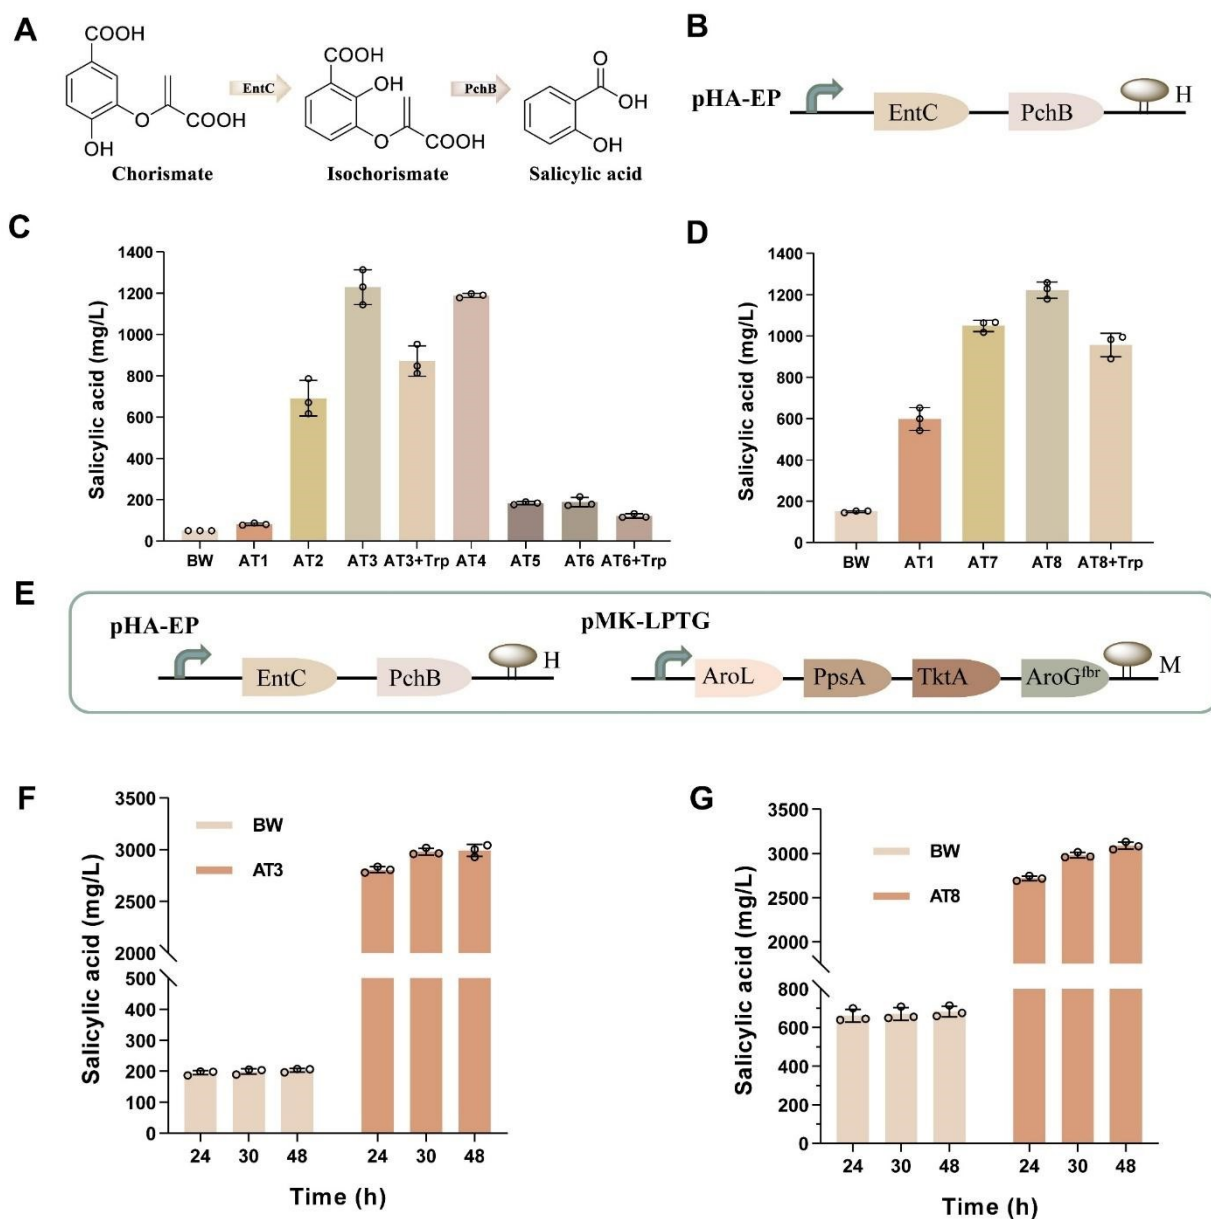 A
COOH
O
COOH
OH
Chorismate
EntC
COOH
OH
O
COOH
Isochorismate
PchB
O
OH
OH
Salicylic acid
B
pHA-EP
EntC
PchB
H
C
Salicylic acid (mg/L)
1400
1200
1000
800
600
400
200
0
BW AT1 AT2 AT3 AT3+Trp AT4 AT5 AT6 AT6+Trp
D
Salicylic acid (mg/L)
1400
1200
1000
800
600
400
200
0
BW AT1 AT7 AT8 AT8+Trp
E
pHA-EP
EntC
PchB
H
pMK-LPTG
AroL
PpsA
TktA
AroGfbr
M
F
Salicylic acid (mg/L)
3500
3000
2500
2000
500
400
300
200
100
0
BW
AT3
24 30 48 24 30 48
Time (h)
G
Salicylic acid (mg/L)
3500
3000
2500
2000
800
600
400
200
0
BW
AT8
24 30 48 24 30 48
Time (h)